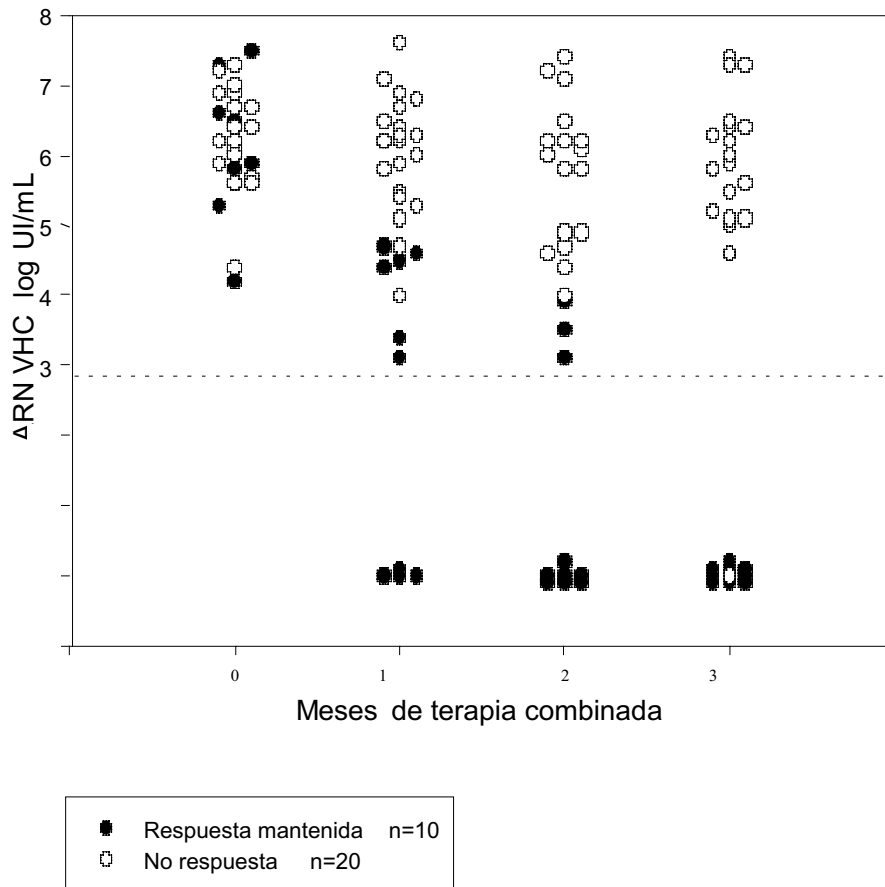 8
7
6
5
4
3
ARN VHC log UI/mL
0 1 2 3
Meses de terapia combinada
Respuesta mantenida n=10
No respuesta n=20